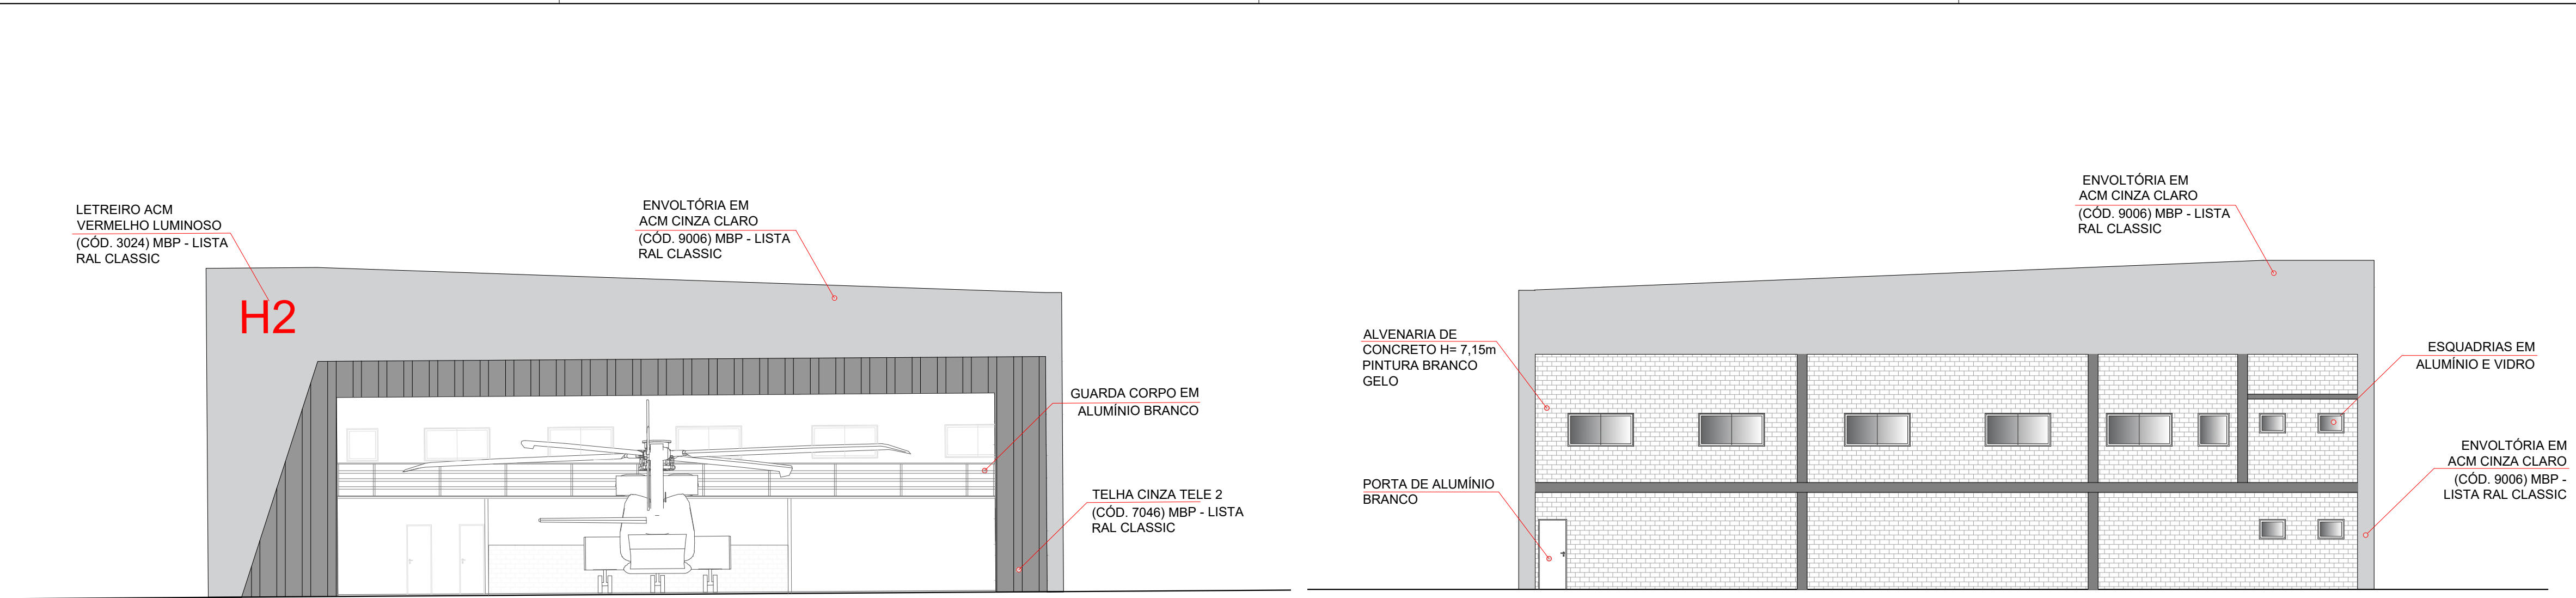 LETREIRO ACM
VERMELHO LUMINOSO
(CÓD. 3024) MBP - LISTA
RAL CLASSIC
H2
ENVOLTÓRIA EM
ACM CINZA CLARO
(CÓD. 9006) MBP - LISTA
RAL CLASSIC
GUARDA CORPO EM
ALUMÍNIO BRANCO
TELHA CINZA TELE 2
(CÓD. 7046) MBP - LISTA
RAL CLASSIC
ENVOLTÓRIA EM
ACM CINZA CLARO
(CÓD. 9006) MBP - LISTA
RAL CLASSIC
ALVENARIA DE
CONCRETO H= 7,15m
PINTURA BRANCO
GELO
PORTA DE ALUMÍNIO
BRANCO
ESQUADRIAS EM
ALUMÍNIO E VIDRO
ENVOLTÓRIA EM
ACM CINZA CLARO
(CÓD. 9006) MBP -
LISTA RAL CLASSIC